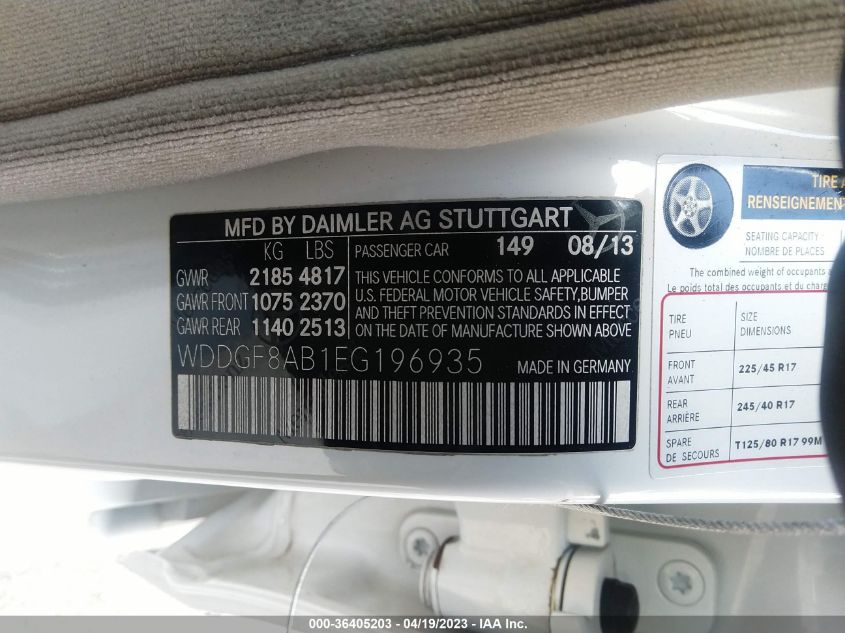 MFD BY DAIMLER AG STUTTGART
KG LBS
PASSENGER CAR 149 08/13
GVWR 2185 4817
GAWR FRONT 1075 2370
GAWR REAR 1140 2513
THIS VEHICLE CONFORMS TO ALL APPLICABLE
U.S. FEDERAL MOTOR VEHICLE SAFETY,BUMPER
AND THEFT PREVENTION STANDARDS IN EFFECT
ON THE DATE OF MANUFACTURE SHOWN ABOVE
WDDGF8AB1EG196935 MADE IN GERMANY
TIRE
RENSEIGNEMENT
SEATING CAPACITY
NOMBRE DE PLACES
The combined weight of occupants
Le poids total des occupants et du
TIRE
PNEU
SIZE
DIMENSIONS
FRONT
AVANT
225/45 R17
REAR
ARRIÈRE
245/40 R17
SPARE
DE SECOURS
T125/80 R17 99M
000-36405203 - 04/19/2023 - IAA Inc.